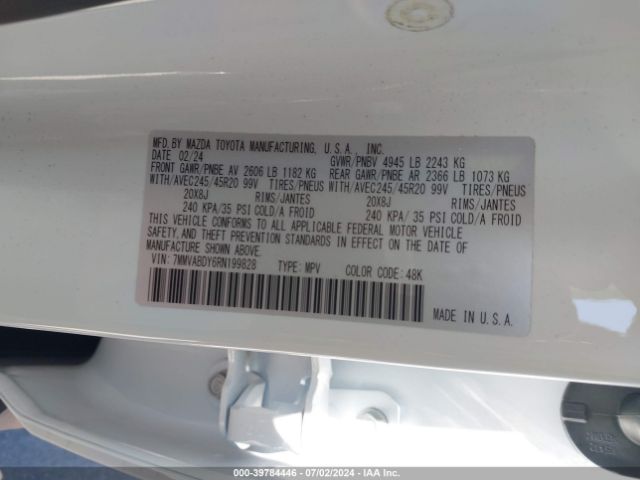 MFD. BY MAZDA TOYOTA MANUFACTURING, U.S.A., INC.
DATE 02/24 GVWR/PNBV 4945 LB 2243 KG
FRONT GAWR/PNBE AV 2606 LB 1182 KG REAR GAWR/PNBE AR 2366 LB 1073 KG
WITH/AVEC245/45R20 99V TIRES/PNEUS WITH/AVEC245/45R20 99V TIRES/PNEUS
20X8J RIMS/JANTES 20X8J RIMS/JANTES
240 KPA/35 PSI COLD/A FROID 240 KPA/ 35 PSI COLD/A FROID
THIS VEHICLE CONFORMS TO ALL APPLICABLE FEDERAL MOTOR VEHICLE
SAFETY, AND THEFT PREVENTION STANDARDS IN EFFECT ON THE DATE OF
MANUFACTURE SHOWN ABOVE.
VIN: 7MMVABDY6RN199828 TYPE: MPV COLOR CODE: 48K
MADE IN U.S.A.
000-39784446 - 07/02/2024 - IAA Inc.